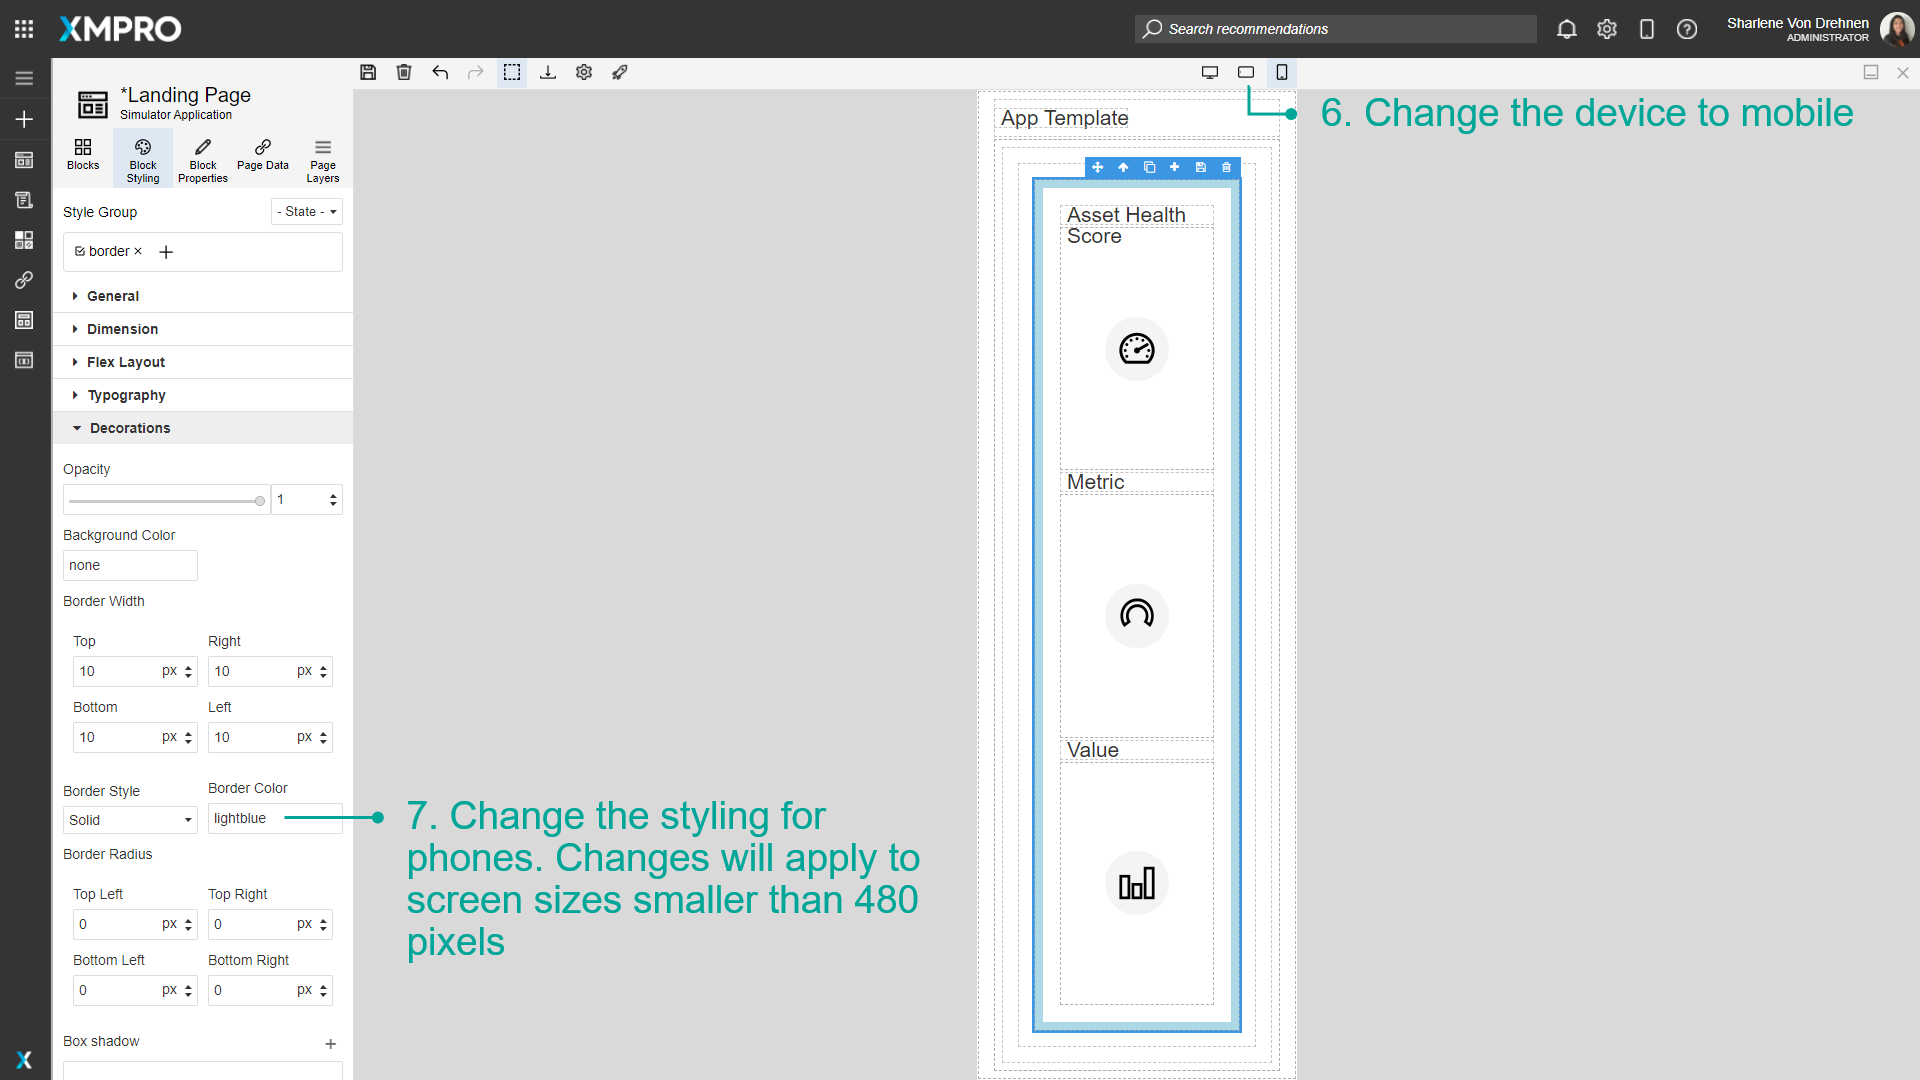 XMPRO
Search recommendations
Sharlene Von Drehnen
ADMINISTRATOR
*Landing Page
Simulator Application
Blocks
Block
Styling
Block
Properties
Page Data
Page
Layers
Style Group
- State -
border ×
General
Dimension
Flex Layout
Typography
Decorations
Opacity
1
Background Color
none
Border Width
Top
Right
10 px
10 px
Bottom
Left
10 px
10 px
Border Style
Border Color
Solid
lightblue
Border Radius
Top Left
Top Right
0 px
0 px
Bottom Left
Bottom Right
0 px
0 px
Box shadow
App Template
Asset Health
Score
Metric
Value
6. Change the device to mobile
7. Change the styling for
phones. Changes will apply to
screen sizes smaller than 480
pixels